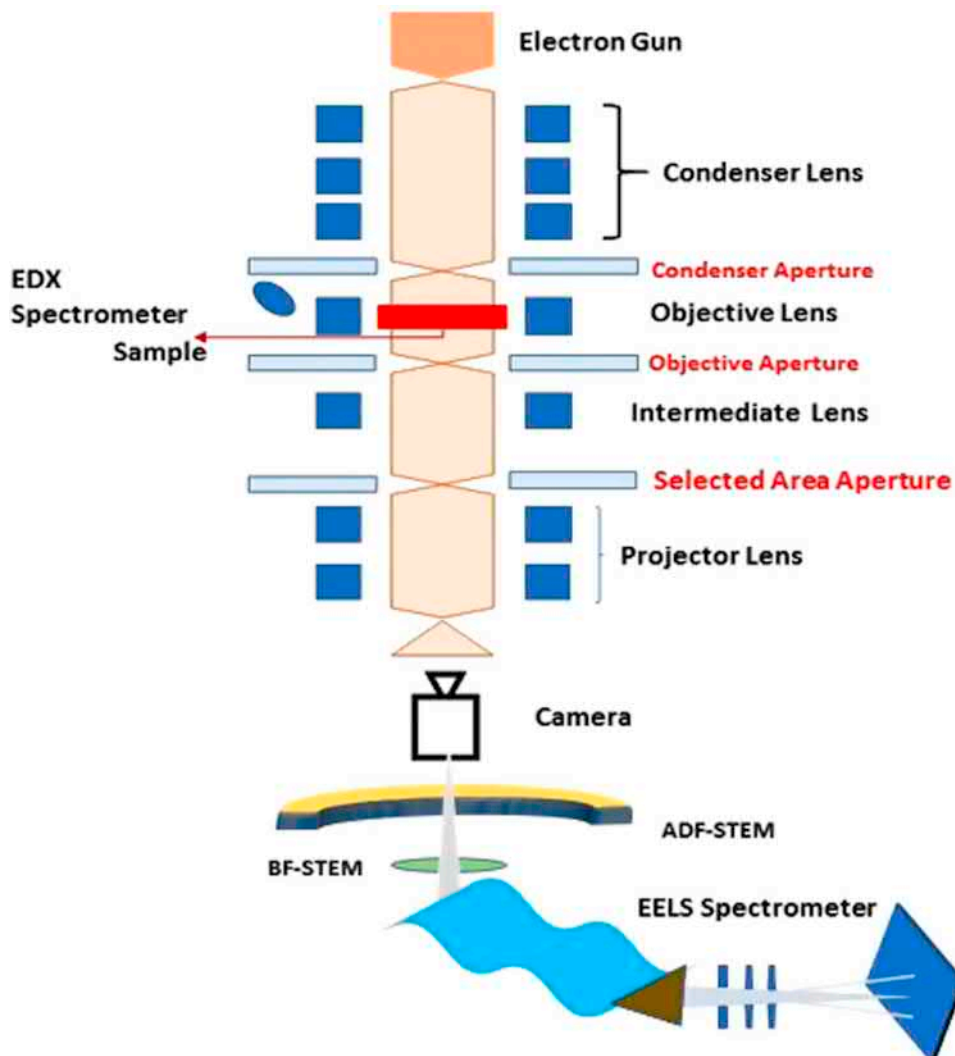 Electron Gun
Condenser Lens
Condenser Aperture
EDX
Spectrometer
Objective Lens
Sample
Objective Aperture
Intermediate Lens
Selected Area Aperture
Projector Lens
Camera
ADF-STEM
BF-STEM
EELS Spectrometer